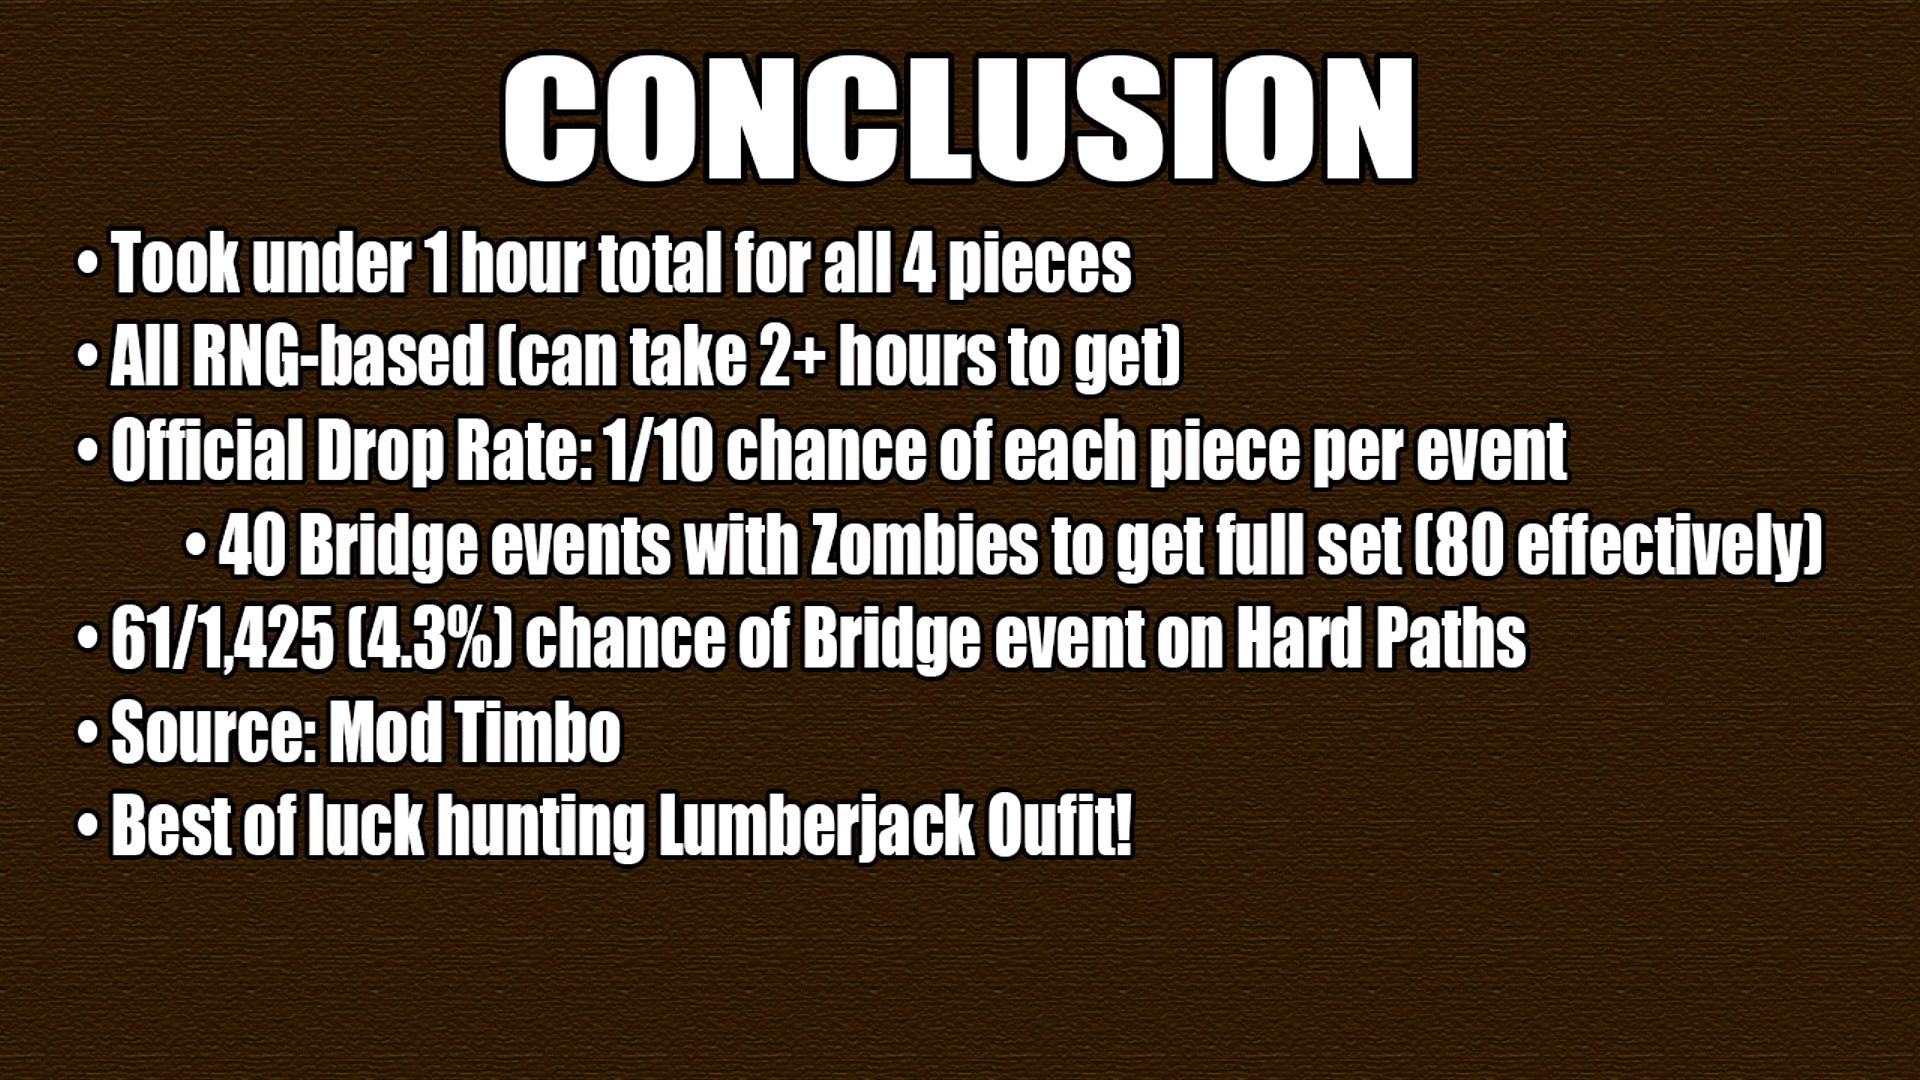 CONCLUSION
• Took under 1 hour total for all 4 pieces
• All RNG-based (can take 2+ hours to get)
• Official Drop Rate: 1/10 chance of each piece per event
• 40 Bridge events with Zombies to get full set (80 effectively)
• 61/1,425 (4.3%) chance of Bridge event on Hard Paths
• Source: Mod Timbo
• Best of luck hunting Lumberjack Oufit!